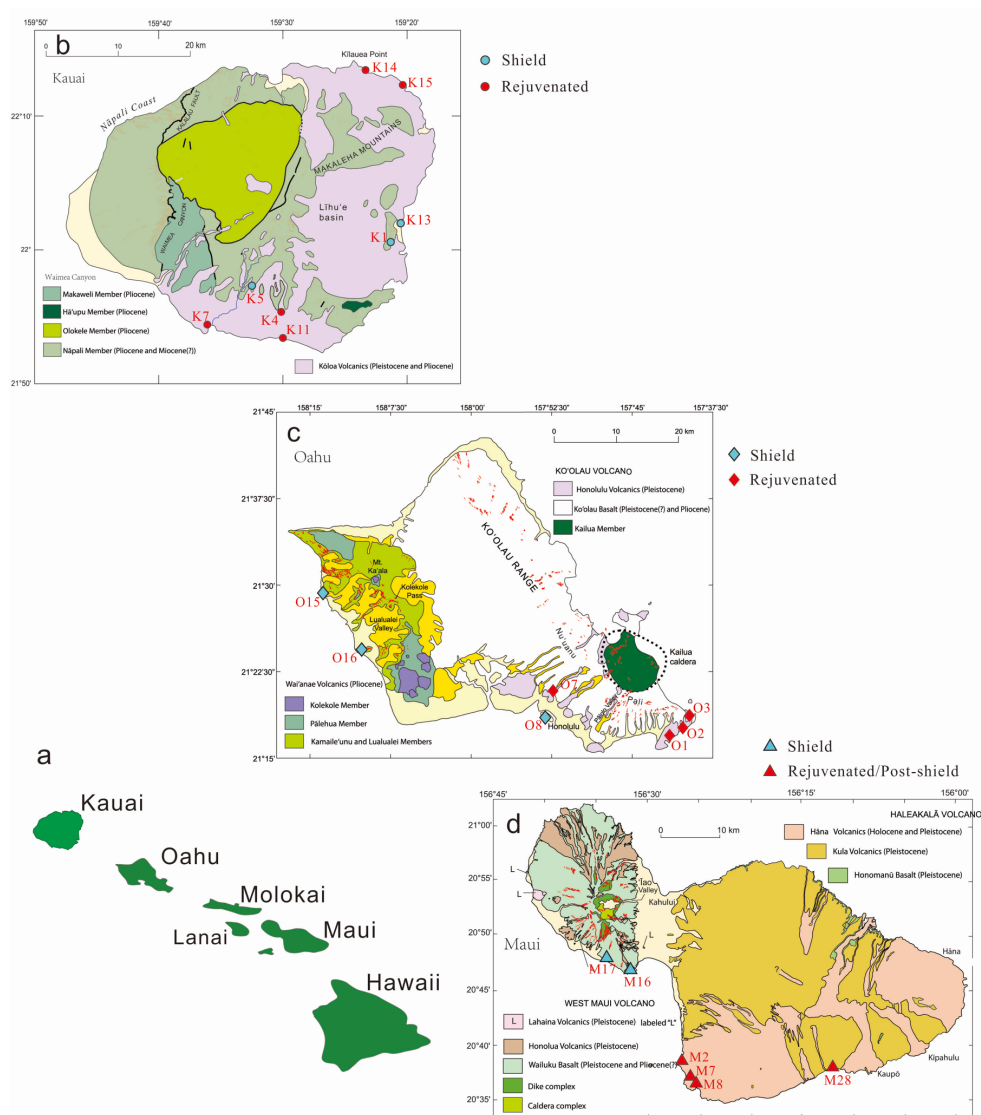 159°50' 159°40' 159°30' 159°20'
0 10 20 km
b
Kauai
Kīlauea Point
K14
K15
Shield
Rejuvenated
22°10'
Nāpali Coast
KALALAU FAULT
MAKALEHA MOUNTAINS
Līhu'e
basin
WAIMEA CANYON
K13
K1
22°
Waimea Canyon
Makaweli Member (Pliocene)
Hā'upu Member (Pliocene)
Olokele Member (Pliocene)
Nāpali Member (Pliocene and Miocene(?))
K5
K7
K4
K11
Kōloa Volcanics (Pleistocene and Pliocene)
21°50'
158°15' 158°7'30" 158°00' 157°52'30" 157°45' 157°37'30"
21°45'
c
Oahu
0 10 20 km
Shield
Rejuvenated
KO'OLAU VOLCANO
Honolulu Volcanics (Pleistocene)
Ko'olau Basalt (Pleistocene(?) and Pliocene)
Kailua Member
21°37'30"
KO'OLAU RANGE
Mt.
Ka'ala
Kolekole
Pass
21°30'
O15
Lualualei
Valley
Nu'uanu
Kailua
caldera
O16
21°22'30"
Wai'anae Volcanics (Pliocene)
Kolekole Member
Pālehua Member
Kamaile'unu and Lualualei Members
O7
Pali
O3
O8
Honolulu
O2
O1
21°15'
a
Kauai
Oahu
Molokai
Lanai
Maui
Hawaii
Shield
Rejuvenated/Post-shield
156°45' 156°30' 156°15' 156°00'
d
0 10 km
HALEAKALĀ VOLCANO
Hāna Volcanics (Holocene and Pleistocene)
Kula Volcanics (Pleistocene)
Honomanū Basalt (Pleistocene)
21°00'
20°55'
L
L
Īao
Valley
Kahului
20°50'
Maui
L
Hāna
M17
M16
20°45'
WEST MAUI VOLCANO
L Lahaina Volcanics (Pleistocene) labeled "L"
Honolua Volcanics (Pleistocene)
Wailuku Basalt (Pleistocene and Pliocene(?))
Dike complex
Caldera complex
20°40'
M2
M7
M8
M28
Kaupō
Kīpahulu
20°35'